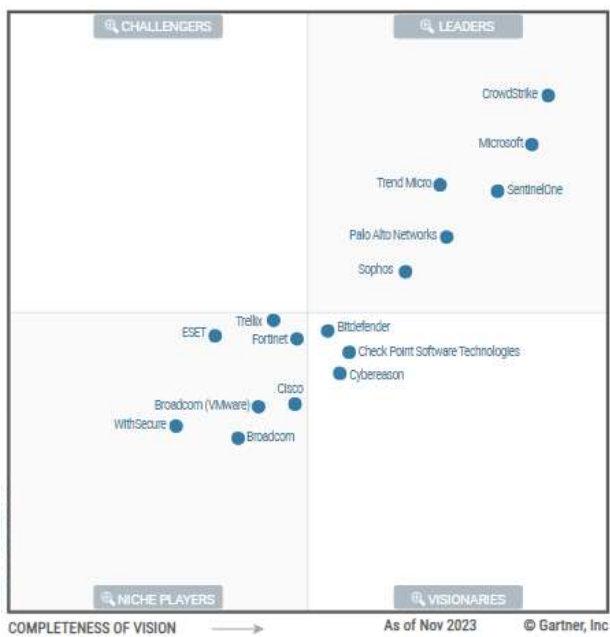 CHALLENGERS
LEADERS
CrowdStrike
Microsoft
Trend Micro
SentinelOne
Palo Alto Networks
Sophos
Trellix
ESET
Fortinet
Bitdefender
Check Point Software Technologies
Cybereason
Cisco
Broadcom (VMware)
WithSecure
Broadcom
NICHE PLAYERS
VISIONARIES
COMPLETENESS OF VISION
As of Nov 2023
© Gartner, Inc